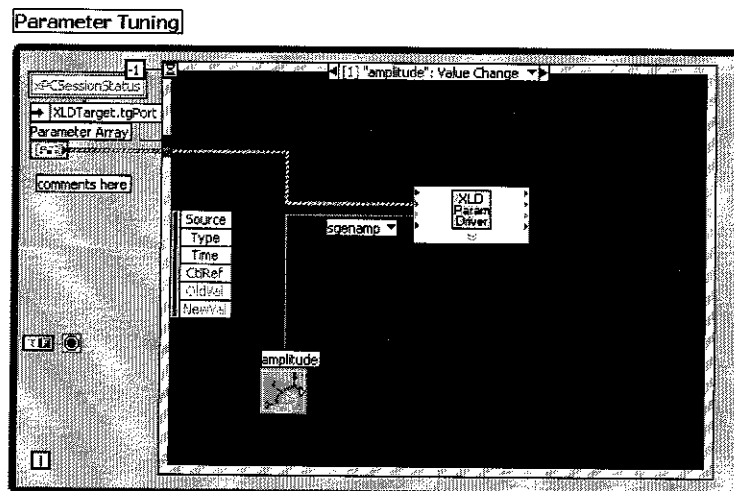 Parameter Tuning
-1
[1] "amplitude": Value Change
xPCSessionStatus
XLDTarget.tgPort
Parameter Array
comments here
XLD
Param
Driver
sgenamp
Source
Type
Time
CtlRef
OldVal
NewVal
amplitude